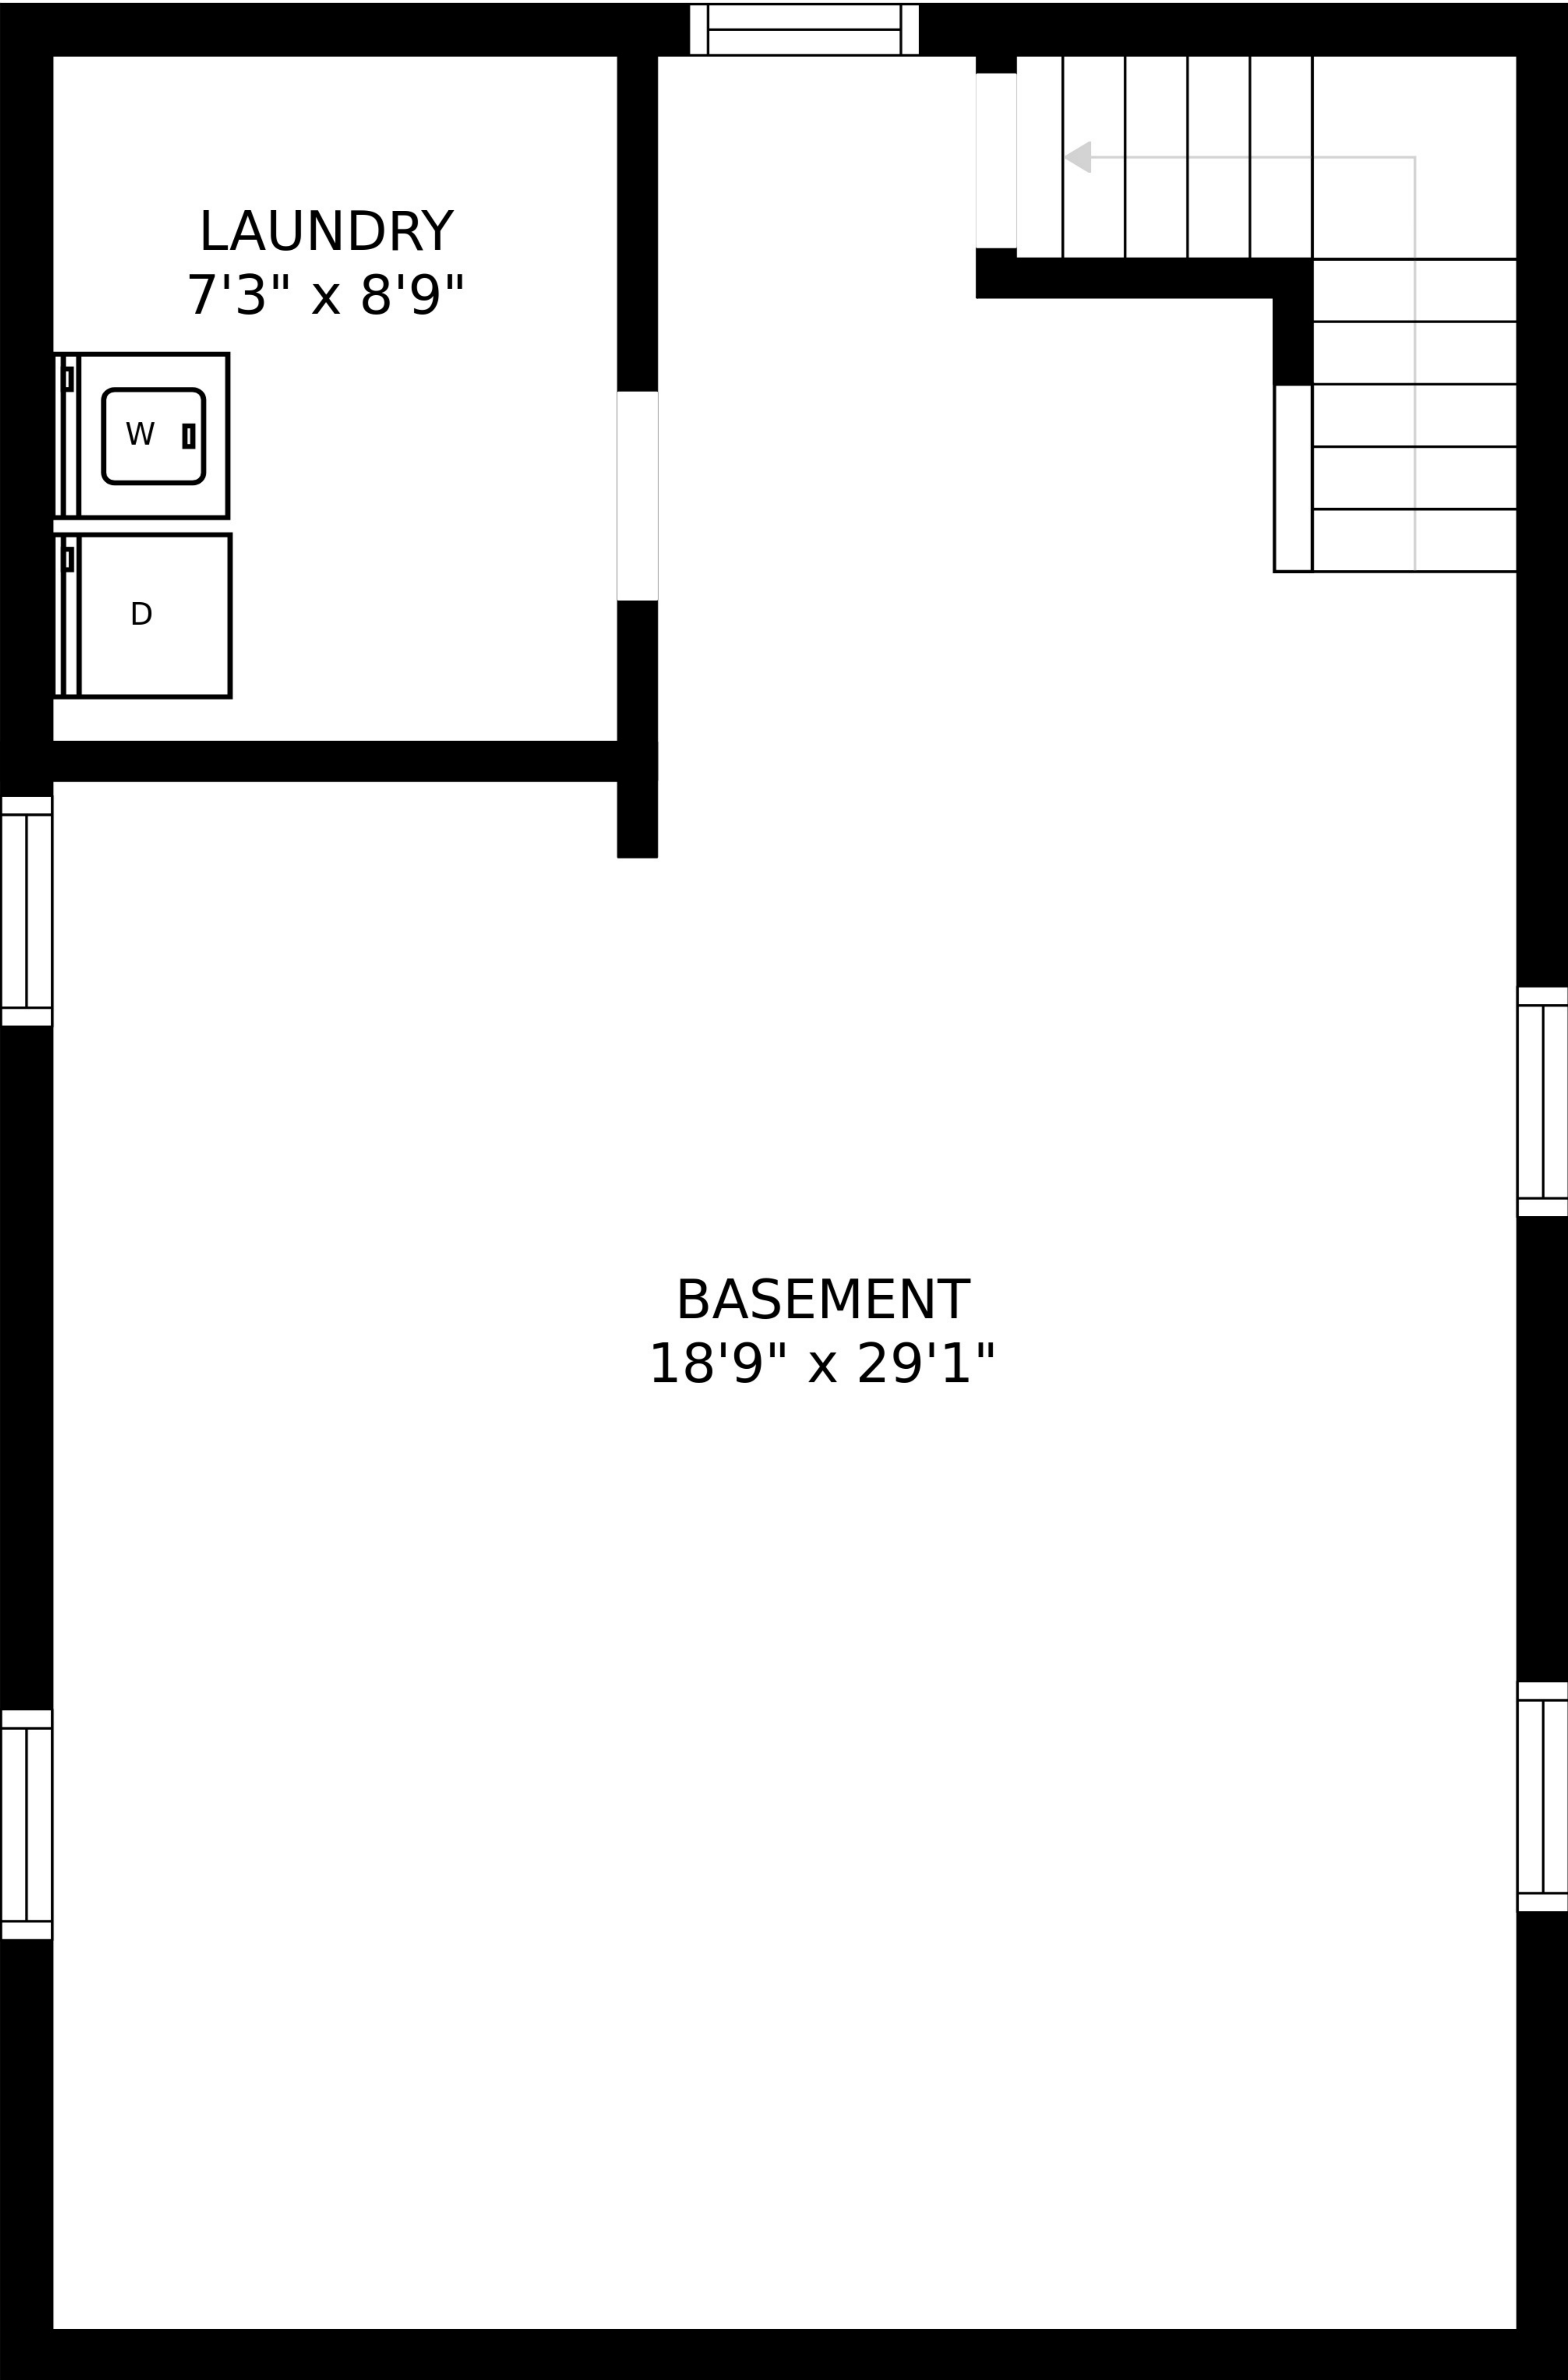 LAUNDRY
7'3" x 8'9"
W
D
BASEMENT
18'9" x 29'1"